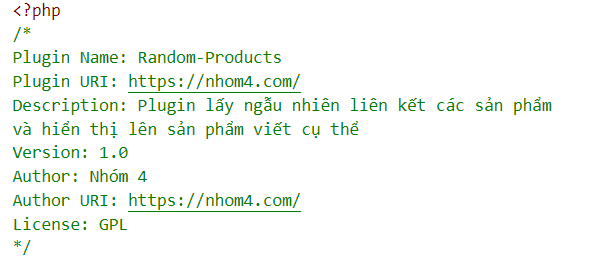 <?php
/*
Plugin Name: Random-Products
Plugin URI: https://nhom4.com/
Description: Plugin lấy ngẫu nhiên liên kết các sản phẩm
và hiển thị lên sản phẩm viết cụ thể
Version: 1.0
Author: Nhóm 4
Author URI: https://nhom4.com/
License: GPL
*/